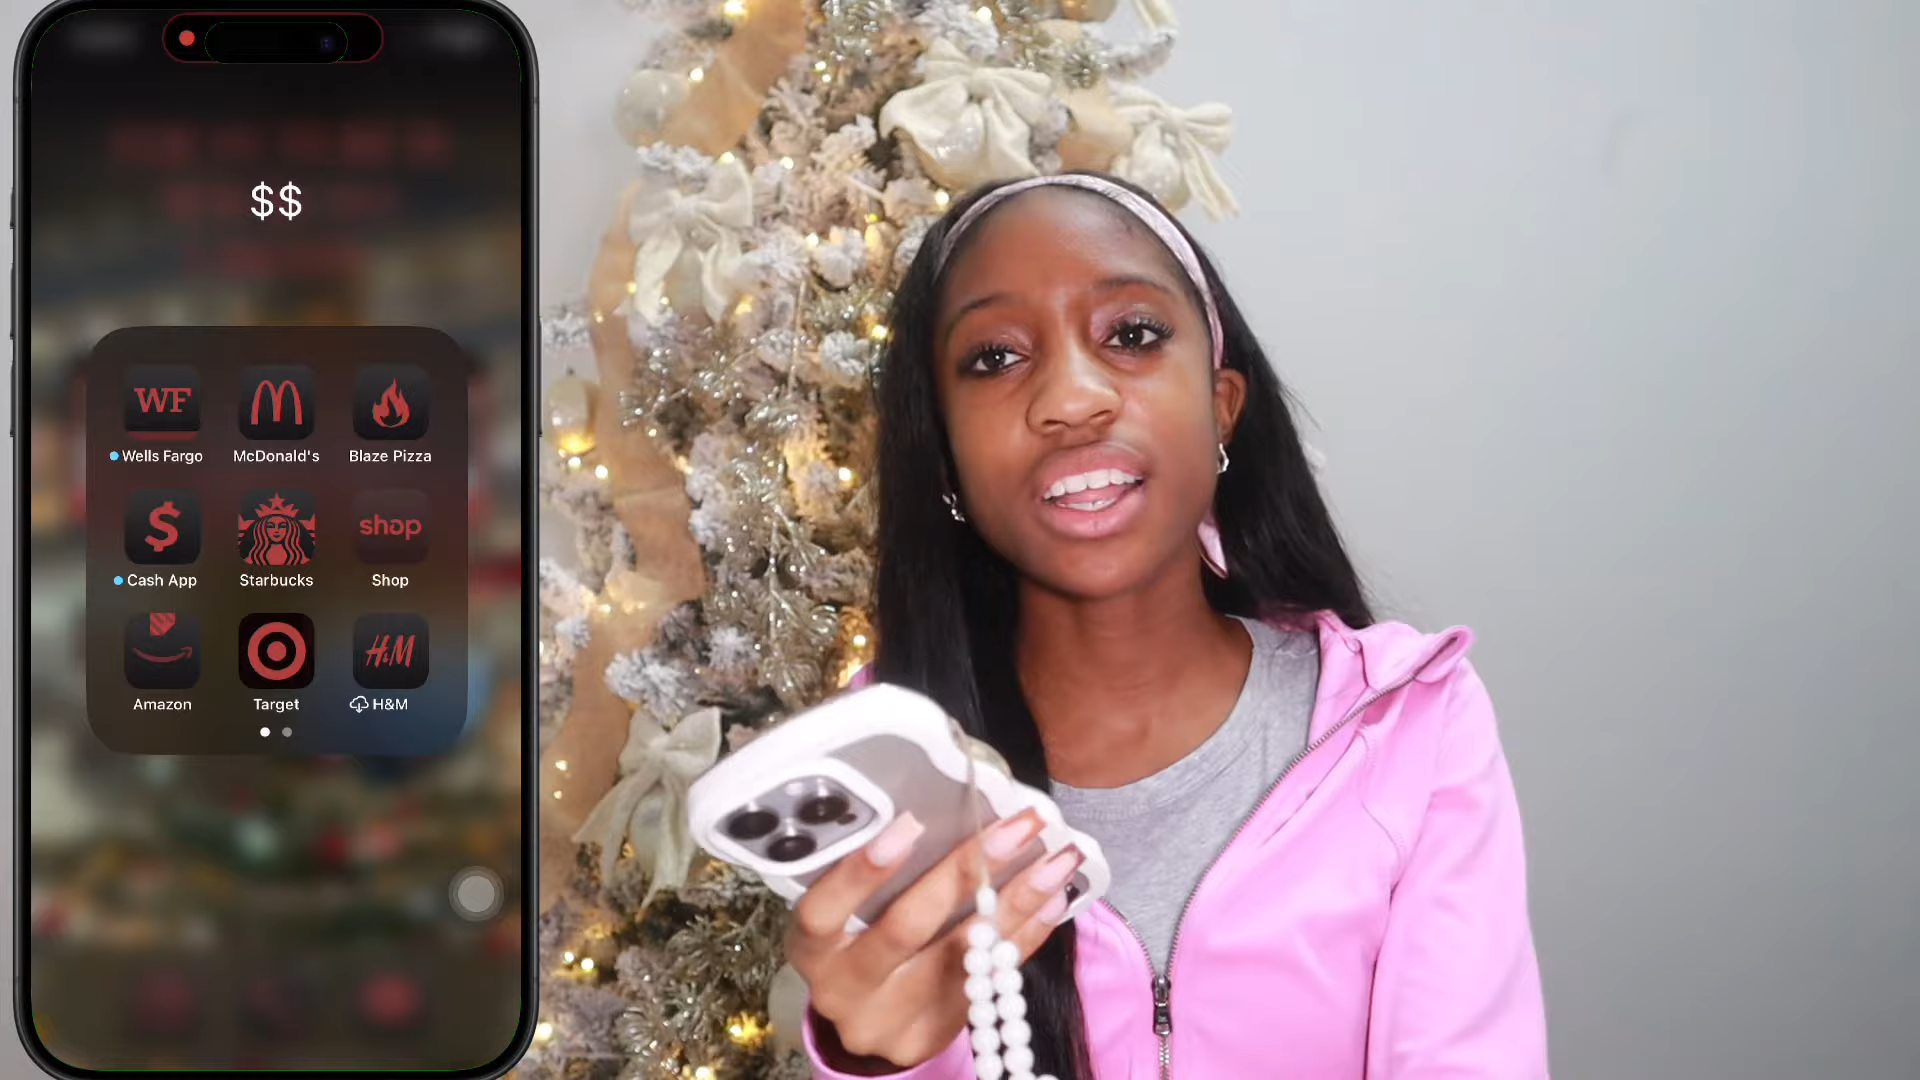 $$
WF
Wells Fargo
McDonald's
Blaze Pizza
$
shop
Cash App
Starbucks
Shop
H&M
Amazon
Target
H&M